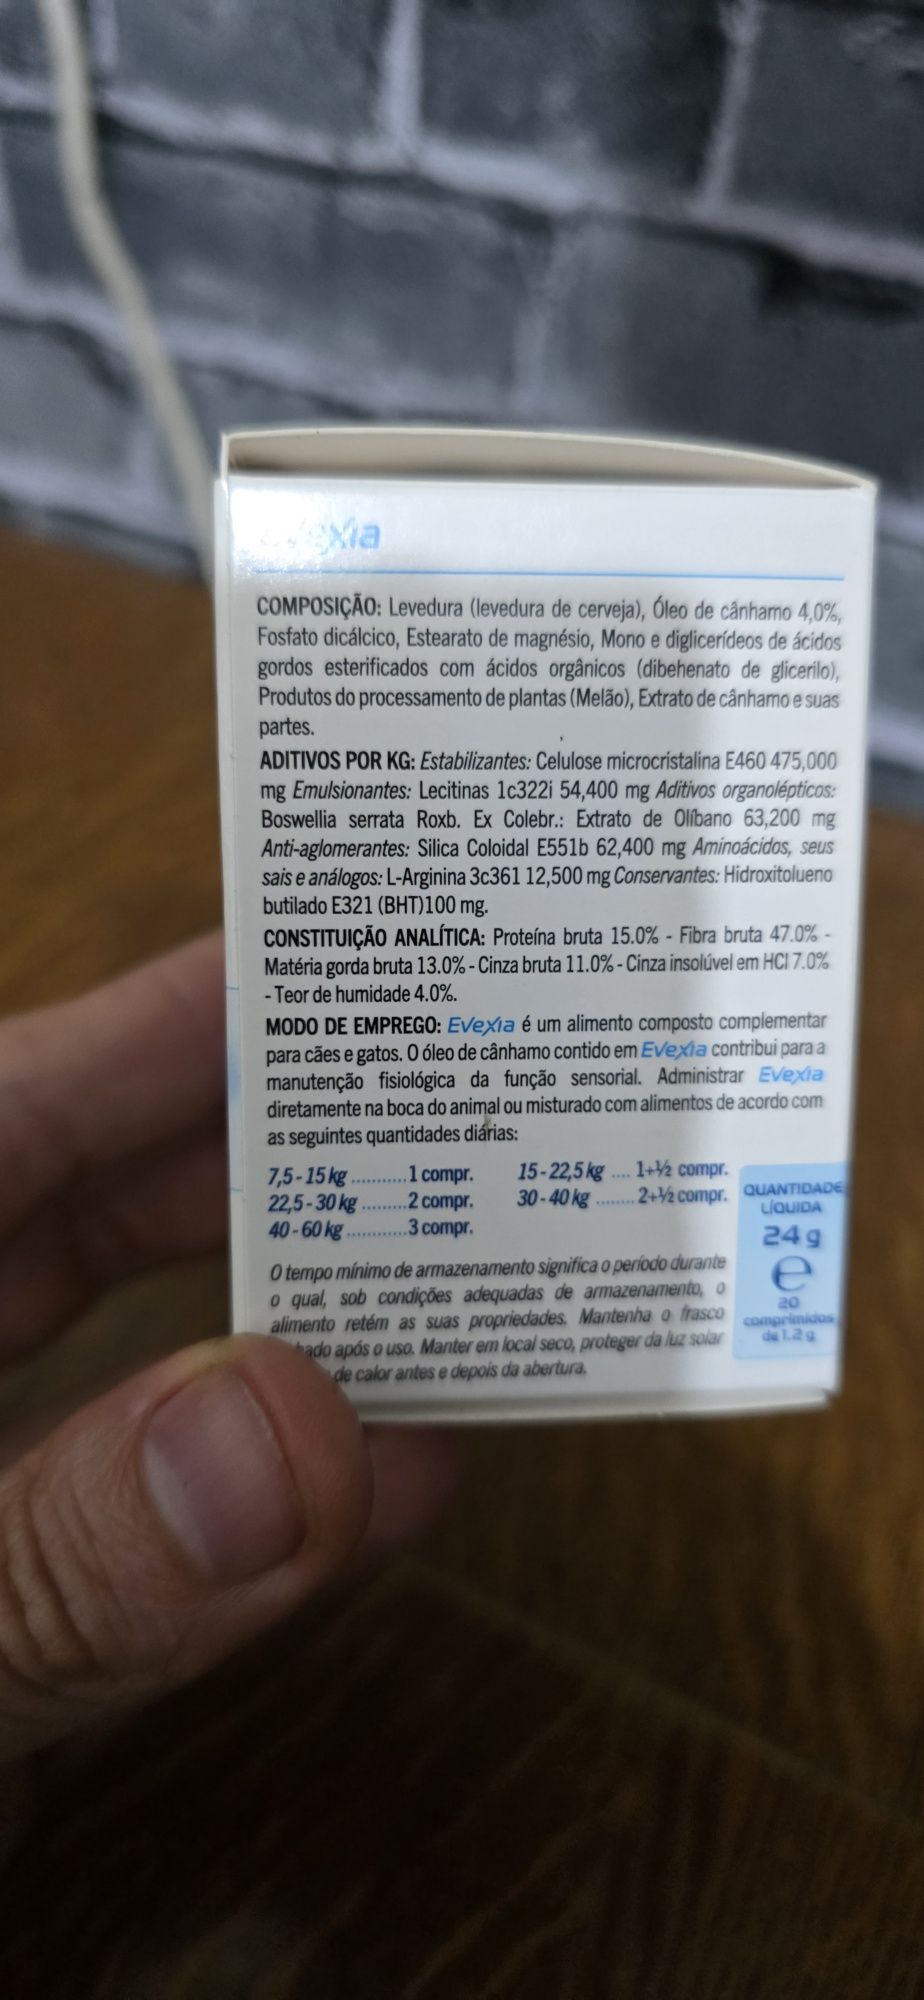 Evexia
COMPOSIÇÃO: Levedura (levedura de cerveja), Óleo de cânhamo 4,0%,
Fosfato dicálcico, Estearato de magnésio, Mono e diglicerídeos de ácidos
gordos esterificados com ácidos orgânicos (dibehenato de glicerilo),
Produtos do processamento de plantas (Melão), Extrato de cânhamo e suas
partes.
ADITIVOS POR KG: Estabilizantes: Celulose microcristalina E460 475,000
mg Emulsionantes: Lecitinas 1c322i 54,400 mg Aditivos organolépticos:
Boswellia serrata Roxb. Ex Colebr.: Extrato de Olíbano 63,200 mg
Anti-aglomerantes: Silica Coloidal E551b 62,400 mg Aminoácidos, seus
sais e análogos: L-Arginina 3c361 12,500 mg Conservantes: Hidroxitolueno
butilado E321 (BHT)100 mg.
CONSTITUIÇÃO ANALÍTICA: Proteína bruta 15.0% - Fibra bruta 47.0% -
Matéria gorda bruta 13.0% - Cinza bruta 11.0% - Cinza insolúvel em HCl 7.0%
- Teor de humidade 4.0%.
MODO DE EMPREGO: Evexia é um alimento composto complementar
para cães e gatos. O óleo de cânhamo contido em Evexia contribui para a
manutenção fisiológica da função sensorial. Administrar Evexia
diretamente na boca do animal ou misturado com alimentos de acordo com
as seguintes quantidades diárias:
7,5 - 15 kg ........... 1 compr. 15 - 22,5 kg .... 1+½ compr.
22,5 - 30 kg ......... 2 compr. 30 - 40 kg ........ 2+½ compr.
40 - 60 kg ............ 3 compr.
O tempo mínimo de armazenamento significa o período durante
o qual, sob condições adequadas de armazenamento, o
alimento retém as suas propriedades. Mantenha o frasco
após o uso. Manter em local seco, proteger da luz solar
de calor antes e depois da abertura.
QUANTIDADE
LÍQUIDA
24 g
e
20
comprimidos
de 1.2 g